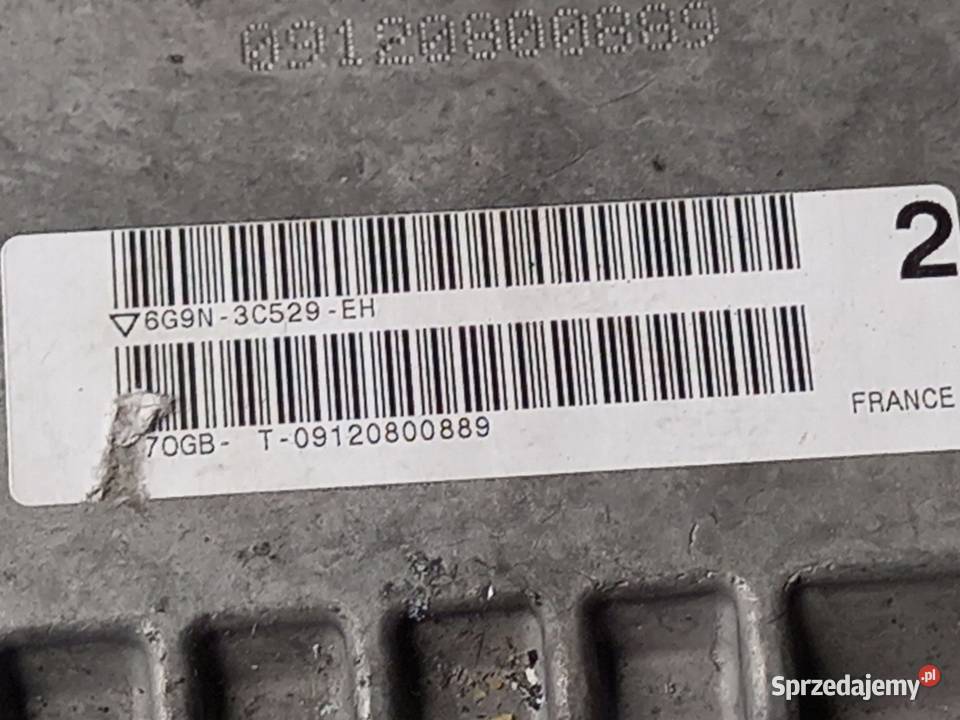 09120800889
2
6G9N-3C529-EH
70GB- T-09120800889
FRANCE
Sprzedajemy.pl